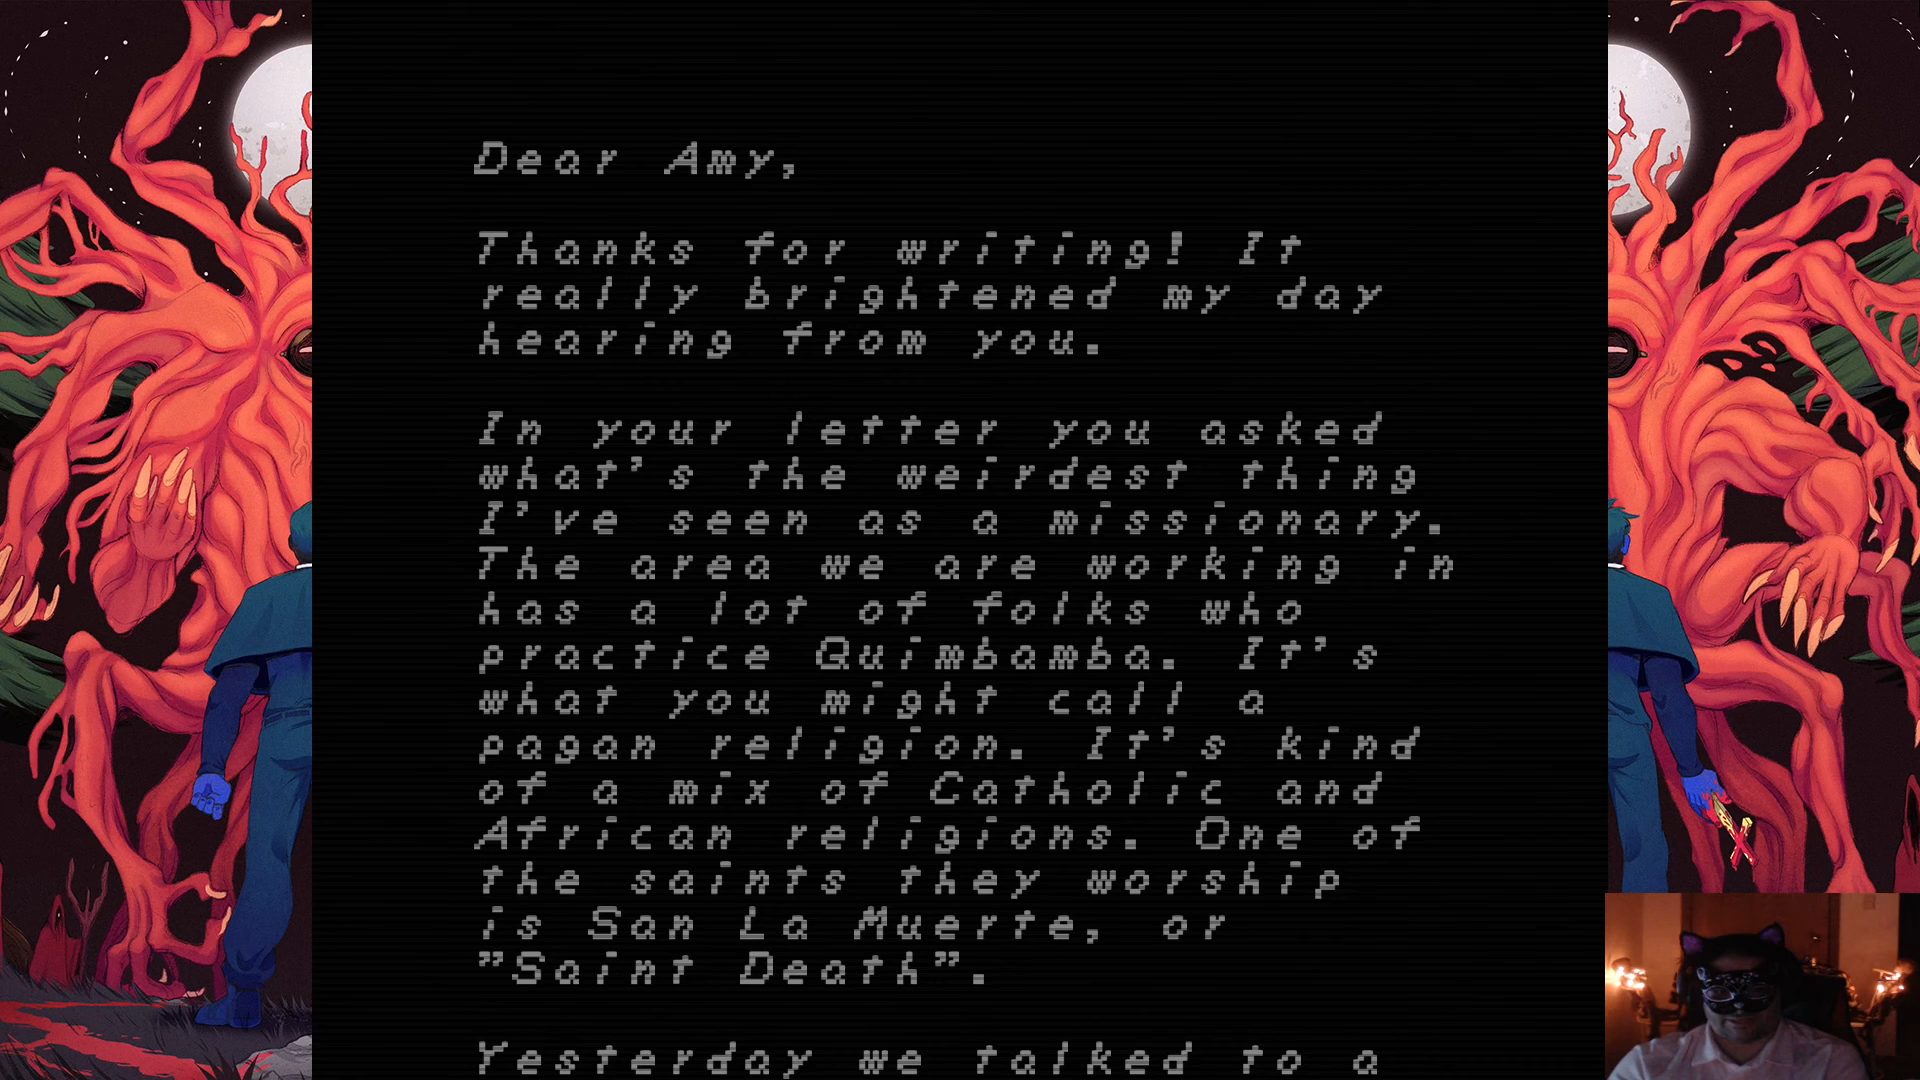 Dear Amy,
Thanks for writing! It
really brightened my day
hearing from you.
In your letter you asked
what's the weirdest thing
I've seen as a missionary.
The area we are working in
has a lot of folks who
practice Quimbamba. It's
what you might call a
pagan religion. It's kind
of a mix of Catholic and
African religions. One of
the saints they worship
is San La Muerte, or
"Saint Death".
Yesterday we talked to a